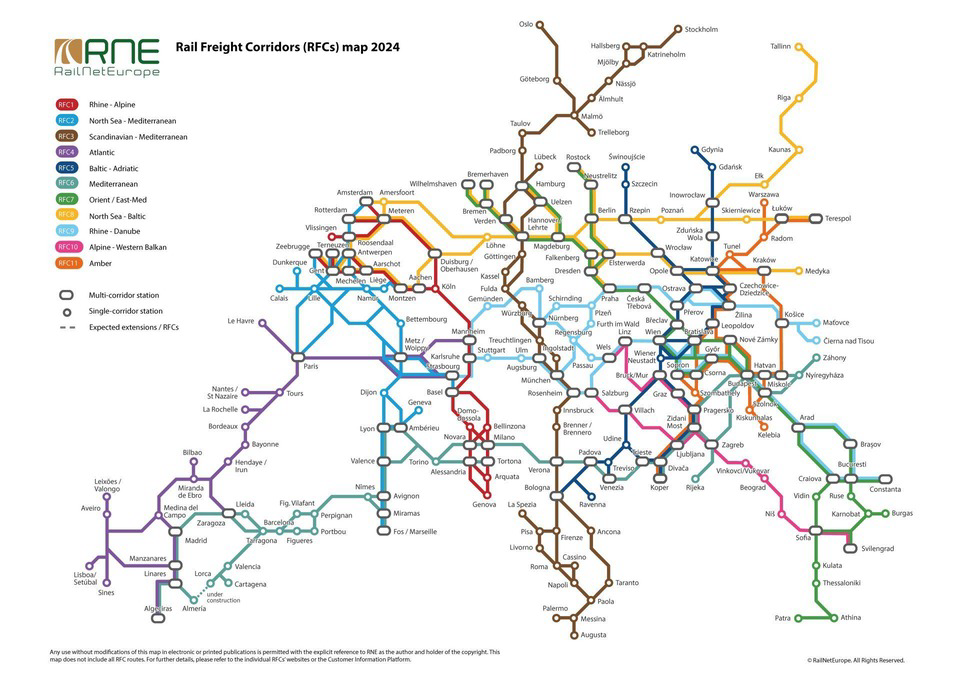 RNE
RailNetEurope
Rail Freight Corridors (RFCs) map 2024
RFC1 Rhine - Alpine
RFC2 North Sea - Mediterranean
RFC3 Scandinavian - Mediterranean
RFC4 Atlantic
RFC5 Baltic - Adriatic
RFC6 Mediterranean
RFC7 Orient / East-Med
RFC8 North Sea - Baltic
RFC9 Rhine - Danube
RFC10 Alpine - Western Balkan
RFC11 Amber
Multi-corridor station
Single-corridor station
Expected extensions / RFCs
Oslo
Stockholm
Hallsberg
Katrineholm
Mjölby
Tallinn
Göteborg
Nässjö
Älmhult
Riga
Malmö
Taulov
Trelleborg
Padborg
Lübeck
Rostock
Świnoujście
Gdynia
Kaunas
Gdańsk
Bremerhaven
Wilhelmshaven
Hamburg
Neustrelitz
Szczecin
Ełk
Amsterdam
Amersfoort
Uelzen
Inowrocław
Warszawa
Rotterdam
Meteren
Bremen
Verden
Hannover
Lehrte
Berlin
Rzepin
Poznań
Skierniewice
Łuków
Terespol
Vlissingen
Roosendaal
Zduńska
Wola
Radom
Zeebrugge
Terneuzen
Antwerpen
Löhne
Magdeburg
Wrocław
Tunel
Dunkerque
Gent
Mechelen
Aarschot
Liège
Aachen
Duisburg /
Oberhausen
Göttingen
Falkenberg
Elsterwerda
Katowice
Kraków
Dresden
Opole
Medyka
Calais
Lille
Namur
Montzen
Köln
Kassel
Fulda
Bamberg
Praha
Česká
Třebová
Ostrava
Czechowice-
Dziedzice
Gemünden
Schirnding
Plzeň
Přerov
Žilina
Le Havre
Bettembourg
Würzburg
Nürnberg
Břeclav
Leopoldov
Košice
Maťovce
Mannheim
Regensburg
Furth im Wald
Linz
Wien
Bratislava
Čierna nad Tisou
Metz /
Woippy
Treuchtlingen
Ingolstadt
Nové Zámky
Karlsruhe
Stuttgart
Ulm
Wels
Wiener
Neustadt
Sopron
Győr
Záhony
Paris
Strasbourg
Augsburg
Passau
Csorna
Hatvan
Nyíregyháza
München
Bruck/Mur
Budapest
Miskolc
Nantes /
St Nazaire
Tours
Dijon
Basel
Rosenheim
Salzburg
Graz
Szombathely
Szolnok
La Rochelle
Geneva
Domo-
dossola
Innsbruck
Villach
Pragersko
Kiskunhalas
Arad
Bordeaux
Lyon
Ambérieu
Bellinzona
Brenner /
Brennero
Zidani
Most
Kelebia
Bayonne
Novara
Milano
Udine
Zagreb
Brașov
Bilbao
Hendaye /
Irun
Valence
Torino
Alessandria
Tortona
Verona
Padova
Treviso
Trieste
Ljubljana
Divača
Vinkovci/Vukovar
București
Miranda
de Ebro
Arquata
Venezia
Koper
Rijeka
Beograd
Craiova
Constanta
Leixões /
Valongo
Nîmes
Avignon
Genova
Bologna
Ravenna
Vidin
Ruse
Aveiro
Medina del
Campo
Lleida
Fig. Vilafant
Perpignan
Miramas
La Spezia
Niš
Karnobat
Burgas
Zaragoza
Barcelona
Fos / Marseille
Pisa
Firenze
Ancona
Sofia
Madrid
Tarragona
Figueres
Portbou
Livorno
Svilengrad
Manzanares
Valencia
Cassino
Roma
Kulata
Lisboa/
Setúbal
Linares
Lorca
Cartagena
Napoli
Taranto
Thessaloniki
Sines
under
construction
Algeciras
Almería
Paola
Palermo
Messina
Patra
Athina
Augusta
Any use without modifications of this map in electronic or printed publications is permitted with the explicit reference to RNE as the author and holder of the copyright. This
map does not include all RFC routes. For further details, please refer to the individual RFCs' websites or the Customer Information Platform.
© RailNetEurope. All Rights Reserved.